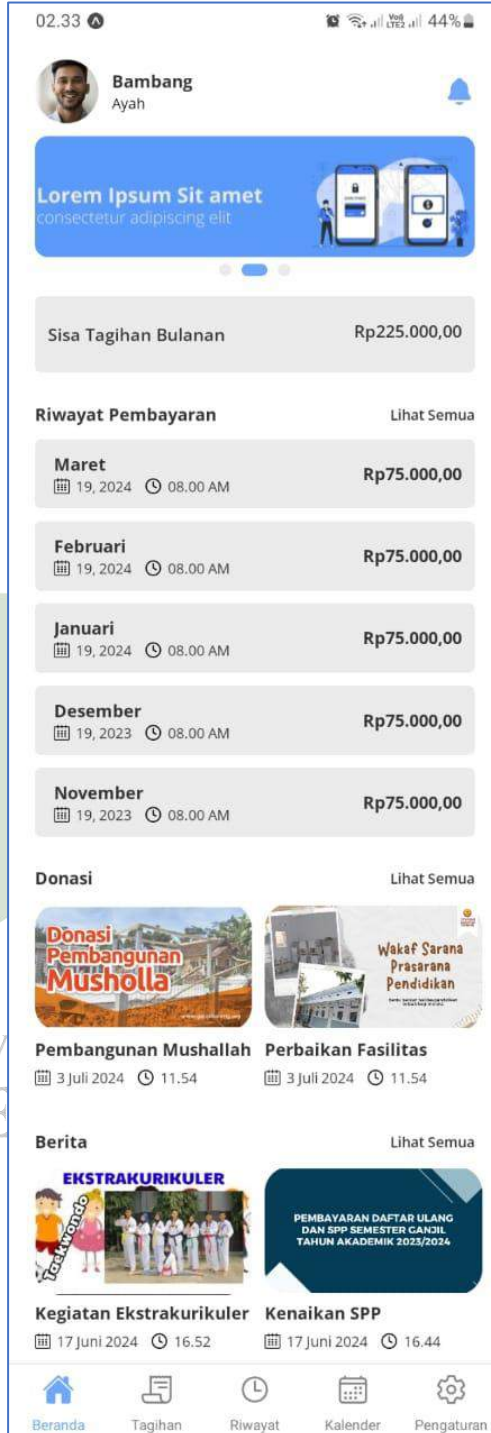 02.33
44%
Bambang
Ayah
Lorem Ipsum Sit amet
consectetur adipiscing elit
Sisa Tagihan Bulanan Rp225.000,00
Riwayat Pembayaran Lihat Semua
Maret
19, 2024 08.00 AM
Rp75.000,00
Februari
19, 2024 08.00 AM
Rp75.000,00
Januari
19, 2024 08.00 AM
Rp75.000,00
Desember
19, 2023 08.00 AM
Rp75.000,00
November
19, 2023 08.00 AM
Rp75.000,00
Donasi Lihat Semua
Donasi
Pembangunan
Musholla
Wakaf Sarana
Prasarana
Pendidikan
Pembangunan Mushallah
3 Juli 2024 11.54
Perbaikan Fasilitas
3 Juli 2024 11.54
Berita Lihat Semua
EKSTRAKURIKULER
Taekwondo
PEMBAYARAN DAFTAR ULANG
DAN SPP SEMESTER GANJIL
TAHUN AKADEMIK 2023/2024
Kegiatan Ekstrakurikuler
17 Juni 2024 16.52
Kenaikan SPP
17 Juni 2024 16.44
Beranda Tagihan Riwayat Kalender Pengaturan